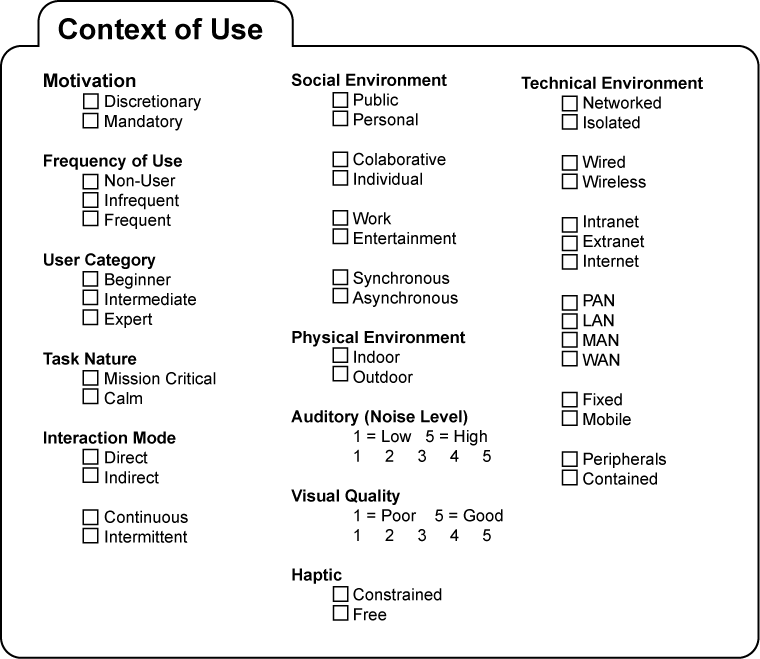 Context of Use
Motivation
Discretionary
Mandatory
Frequency of Use
Non-User
Infrequent
Frequent
User Category
Beginner
Intermediate
Expert
Task Nature
Mission Critical
Calm
Interaction Mode
Direct
Indirect
Continuous
Intermittent
Social Environment
Public
Personal
Colaborative
Individual
Work
Entertainment
Synchronous
Asynchronous
Physical Environment
Indoor
Outdoor
Auditory (Noise Level)
1 = Low 5 = High
1 2 3 4 5
Visual Quality
1 = Poor 5 = Good
1 2 3 4 5
Haptic
Constrained
Free
Technical Environment
Networked
Isolated
Wired
Wireless
Intranet
Extranet
Internet
PAN
LAN
MAN
WAN
Fixed
Mobile
Peripherals
Contained